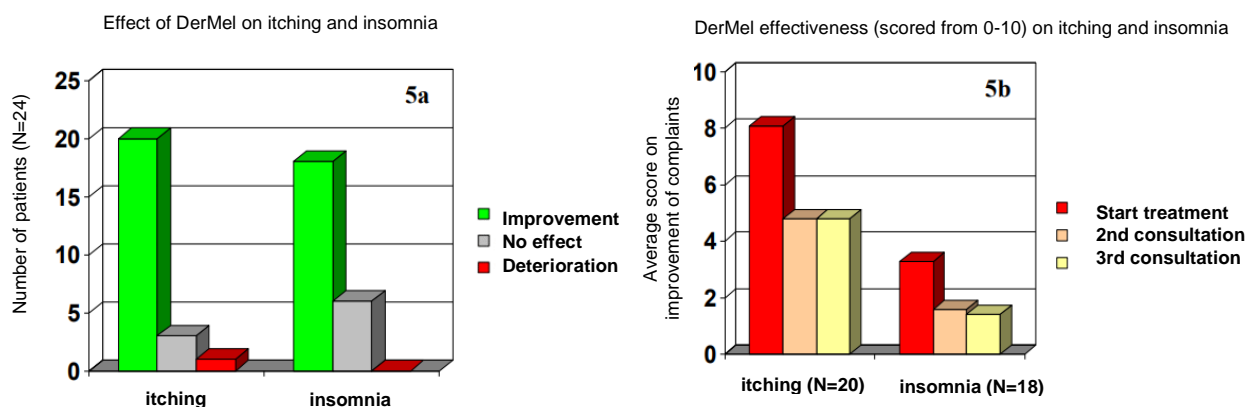 Effect of DerMel on itching and insomnia
5a
Number of patients (N=24)
25
20
15
10
5
0
itching
insomnia
Improvement
No effect
Deterioration
DerMel effectiveness (scored from 0-10) on itching and insomnia
5b
Average score on
improvement of complaints
10
8
6
4
2
0
itching (N=20)
insomnia (N=18)
Start treatment
2nd consultation
3rd consultation